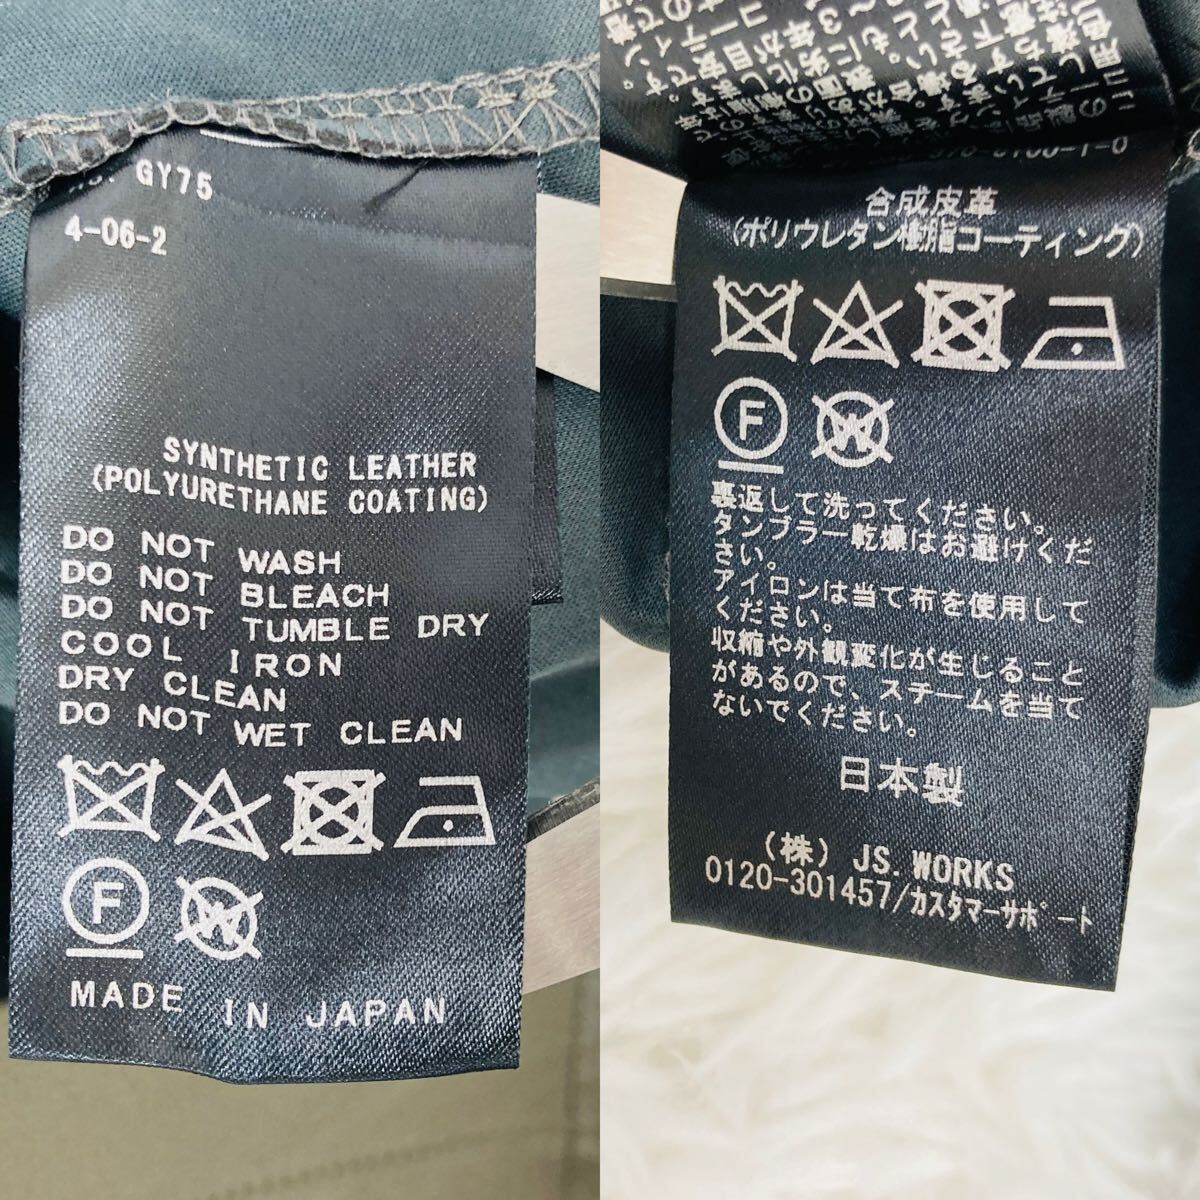 GY75
4-06-2
SYNTHETIC LEATHER
(POLYURETHANE COATING)
DO NOT WASH
DO NOT BLEACH
DO NOT TUMBLE DRY
COOL IRON
DRY CLEAN
DO NOT WET CLEAN
F W
MADE IN JAPAN
合成皮革
(ポリウレタン樹脂コーティング)
F W
裏返して洗ってください。
タンブラー乾燥はお避けくだ
さい。
アイロンは当て布を使用して
ください。
収縮や外観変化が生じること
があるので、スチームを当て
ないでください。
日本製
(株) JS. WORKS
0120-301457/カスタマーサポート